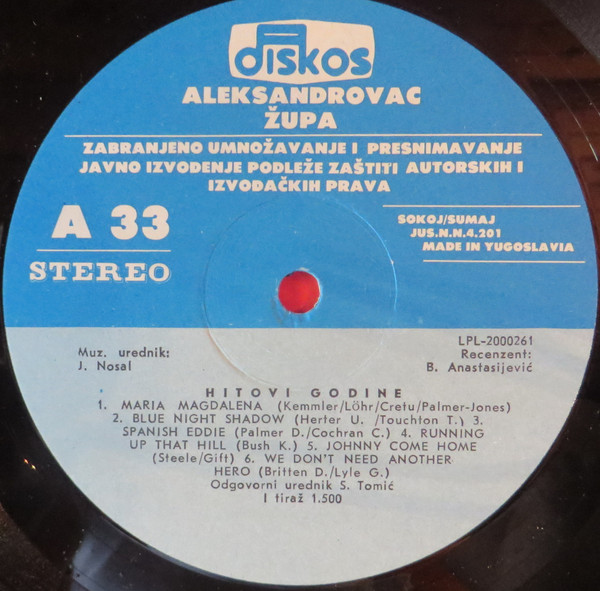 diskos
ALEKSANDROVAC
ŽUPA
ZABRANJENO UMNOŽAVANJE I PRESNIMAVANJE
JAVNO IZVOĐENJE PODLEŽE ZAŠTITI AUTORSKIH I
IZVOĐAČKIH PRAVA
A 33
STEREO
SOKOJ/SUMAJ
JUS.N.N.4.201
MADE IN YUGOSLAVIA
LPL-2000261
Muz. urednik:
J. Nosal
Recenzent:
B. Anastasijević
HITOVI GODINE
1. MARIA MAGDALENA (Kemmler/Löhr/Cretu/Palmer-Jones)
2. BLUE NIGHT SHADOW (Herter U. /Touchton T.) 3.
SPANISH EDDIE (Palmer D./Cochran C.) 4. RUNNING
UP THAT HILL (Bush K.) 5. JOHNNY COME HOME
(Steele/Gift) 6. WE DON'T NEED ANOTHER
HERO (Britten D./Lyle G.)
Odgovorni urednik S. Tomić
I tiraž 1.500